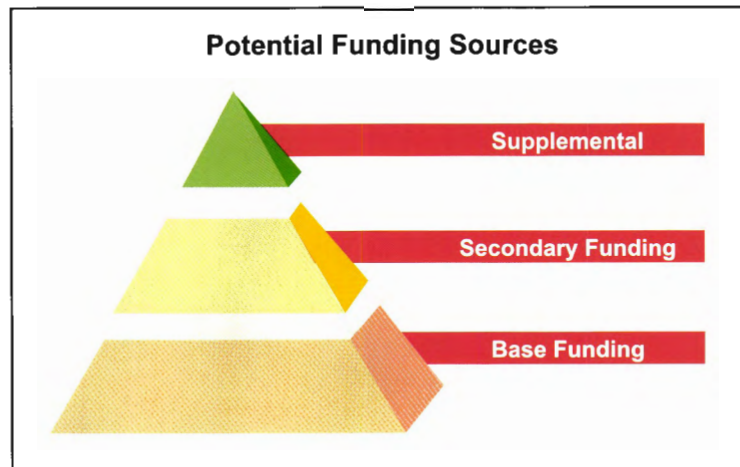 Potential Funding Sources
Supplemental
Secondary Funding
Base Funding